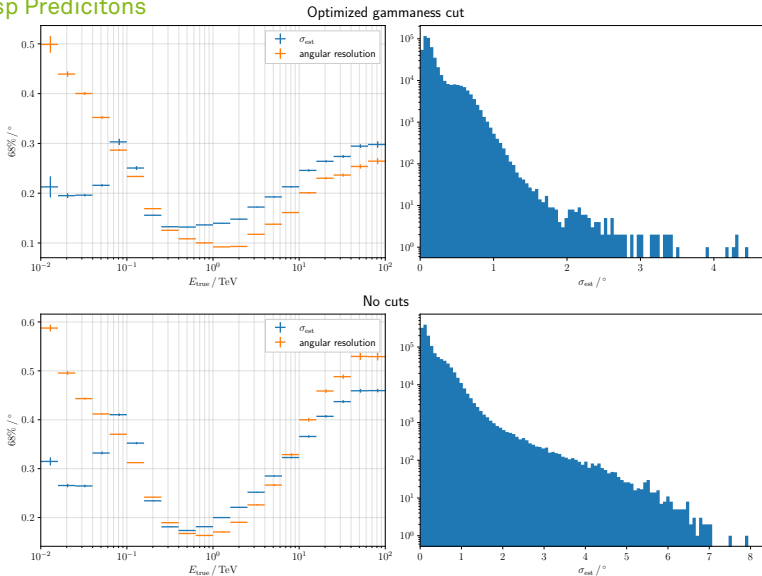 sp Predicitons
Optimized gammaness cut
0.5
0.4
0.3
0.2
0.1
68% / °
σest
angular resolution
10⁻² 10⁻¹ 10⁰ 10¹ 10²
Etrue / TeV
10⁵
10⁴
10³
10²
10¹
10⁰
0 1 2 3 4
σest / °
No cuts
0.6
0.5
0.4
0.3
0.2
68% / °
σest
angular resolution
10⁻² 10⁻¹ 10⁰ 10¹ 10²
Etrue / TeV
10⁵
10⁴
10³
10²
10¹
10⁰
0 1 2 3 4 5 6 7 8
σest / °